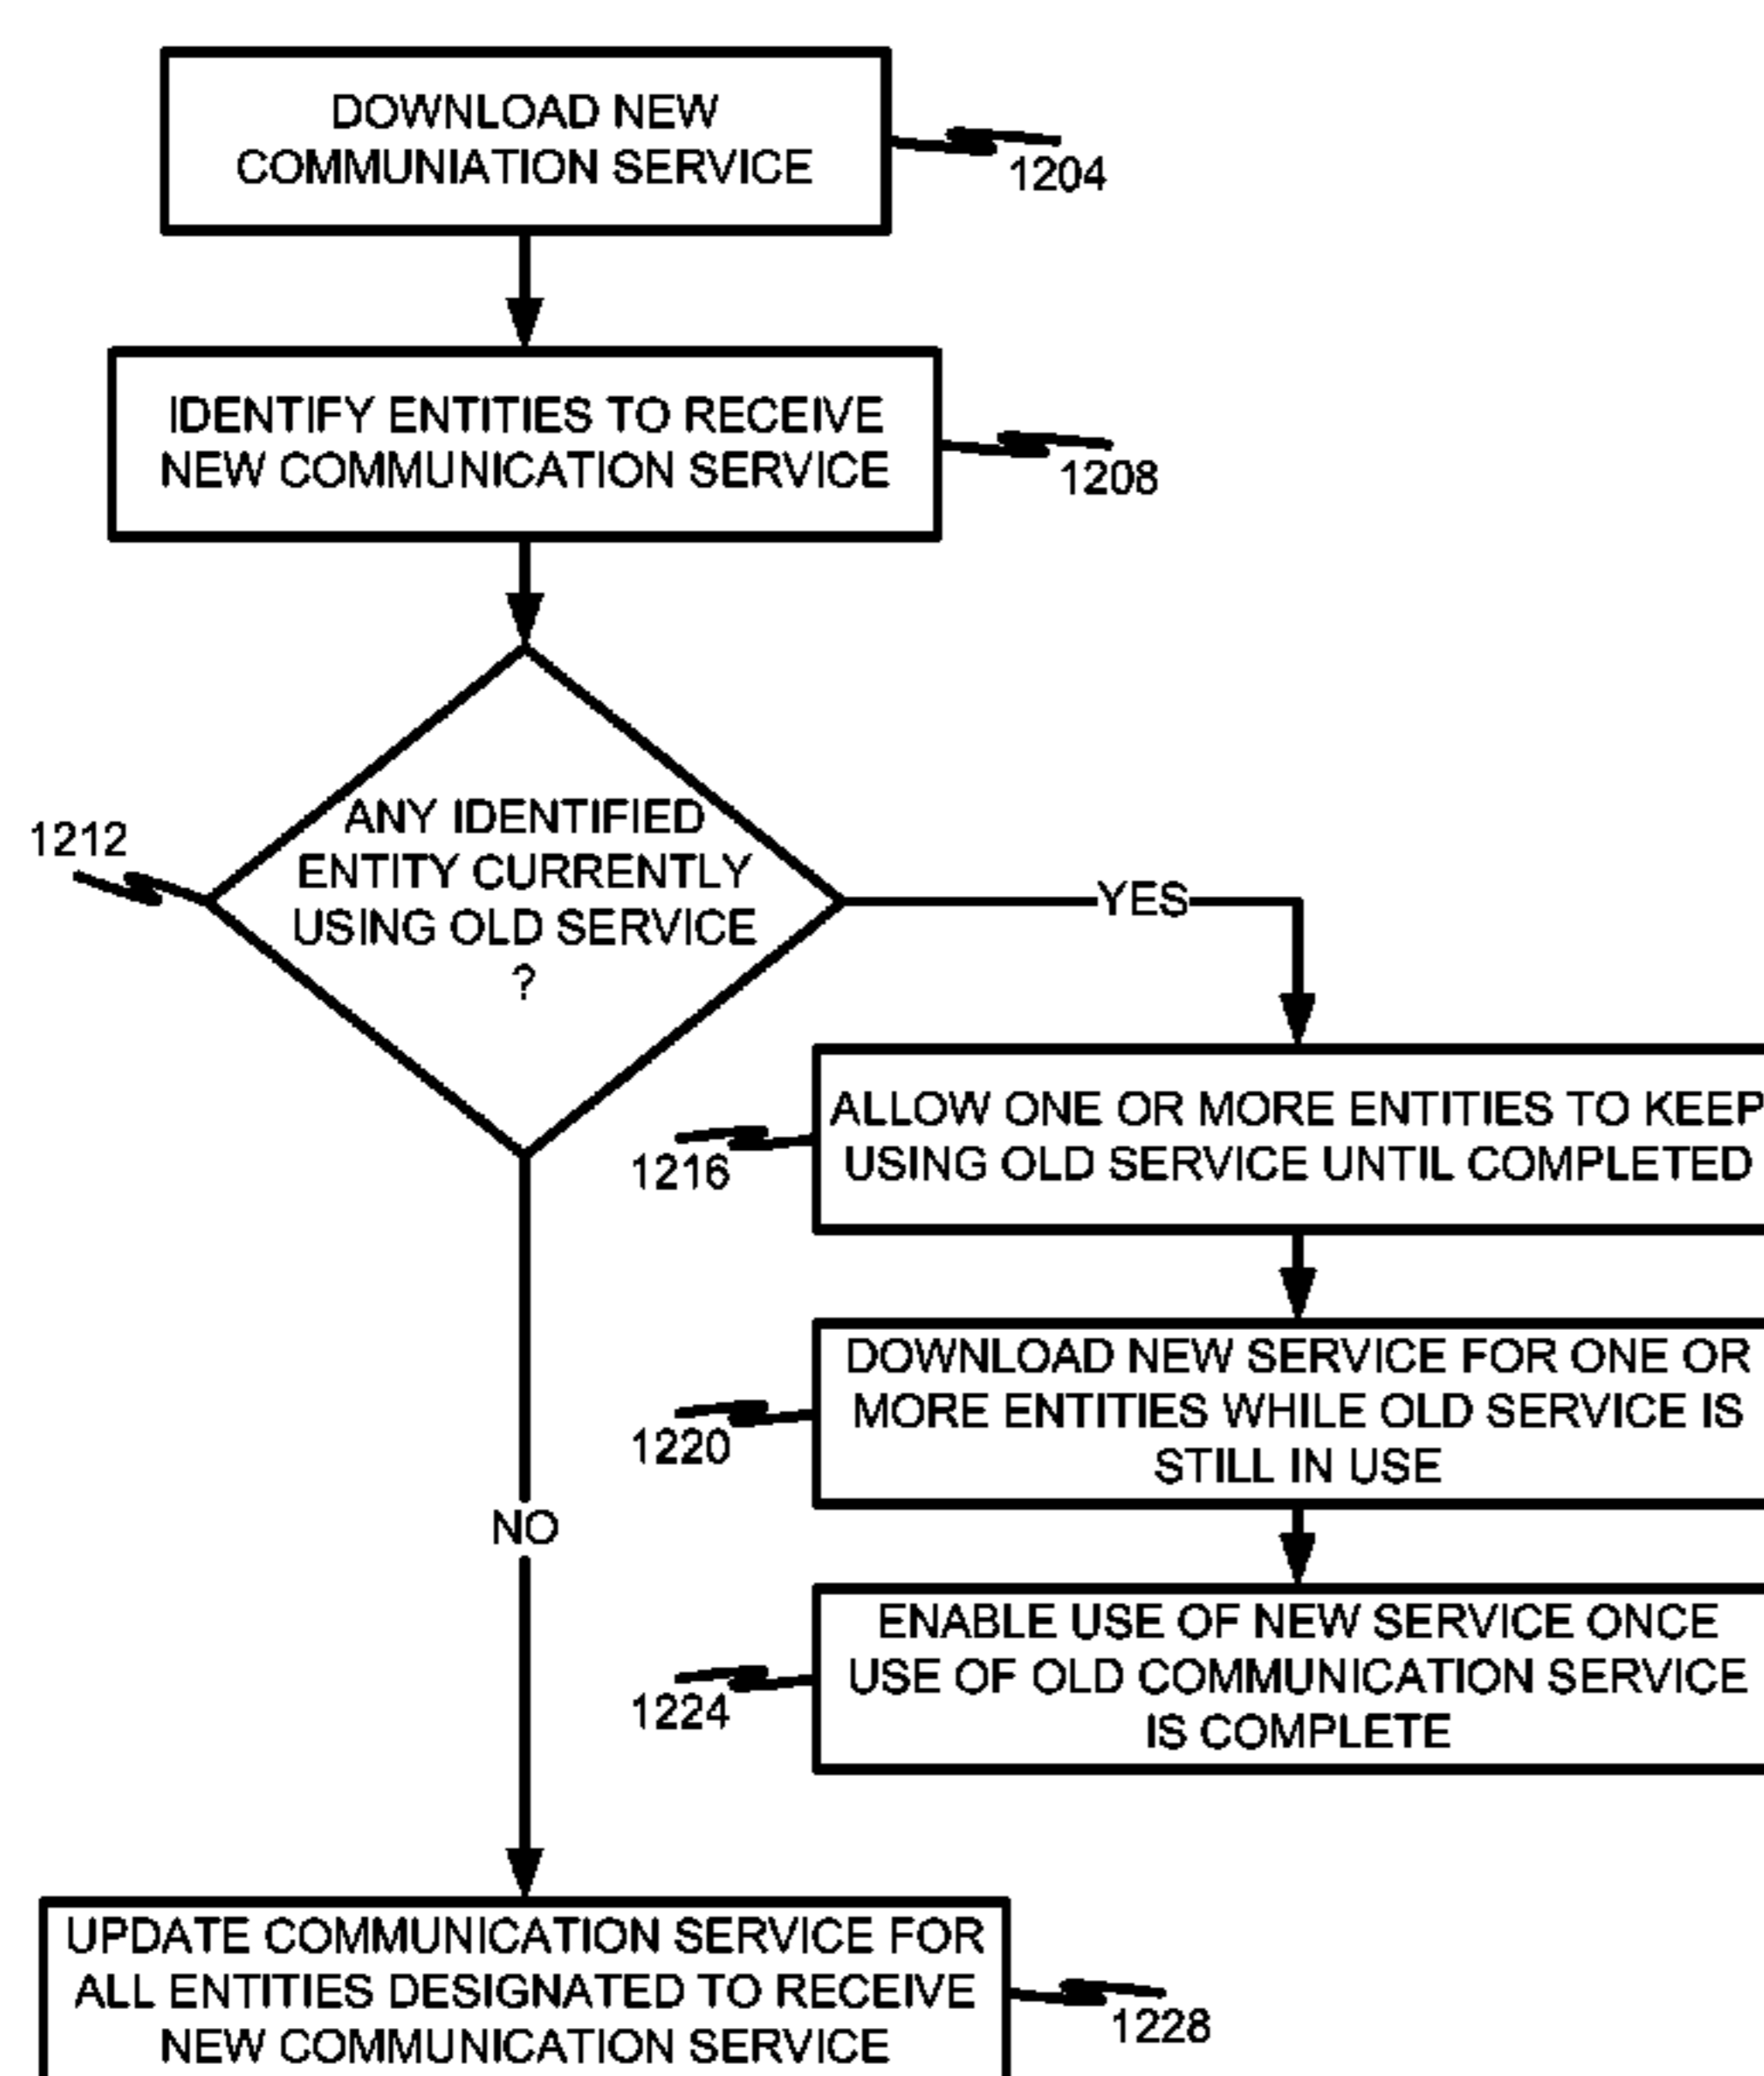 DOWNLOAD NEW
COMMUNIATION SERVICE
1204
IDENTIFY ENTITIES TO RECEIVE
NEW COMMUNICATION SERVICE
1208
ANY IDENTIFIED
ENTITY CURRENTLY
USING OLD SERVICE
?
1212
YES
ALLOW ONE OR MORE ENTITIES TO KEEP
USING OLD SERVICE UNTIL COMPLETED
1216
DOWNLOAD NEW SERVICE FOR ONE OR
MORE ENTITIES WHILE OLD SERVICE IS
STILL IN USE
1220
NO
ENABLE USE OF NEW SERVICE ONCE
USE OF OLD COMMUNICATION SERVICE
IS COMPLETE
1224
UPDATE COMMUNICATION SERVICE FOR
ALL ENTITIES DESIGNATED TO RECEIVE
NEW COMMUNICATION SERVICE
1228